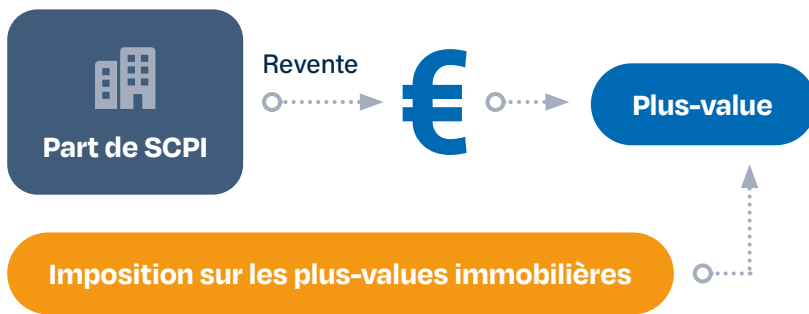 Revente
Part de SCPI
€
Plus-value
Imposition sur les plus-values immobilières